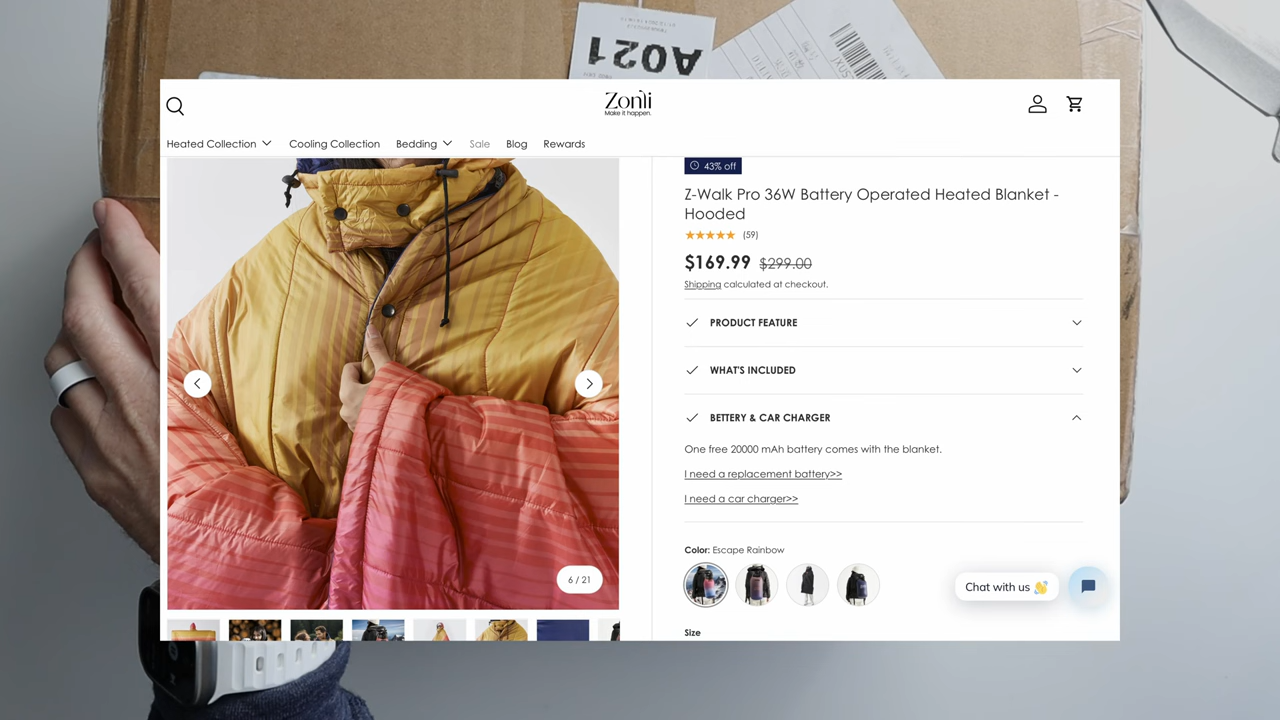 A021
Zonli
Make it happen.
Heated Collection
Cooling Collection
Bedding
Sale
Blog
Rewards
43% off
Z-Walk Pro 36W Battery Operated Heated Blanket -
Hooded
★★★★★ (59)
$169.99 $299.00
Shipping calculated at checkout.
PRODUCT FEATURE
WHAT'S INCLUDED
BETTERY & CAR CHARGER
One free 20000 mAh battery comes with the blanket.
I need a replacement battery>>
I need a car charger>>
6 / 21
Color: Escape Rainbow
Chat with us 👋
Size